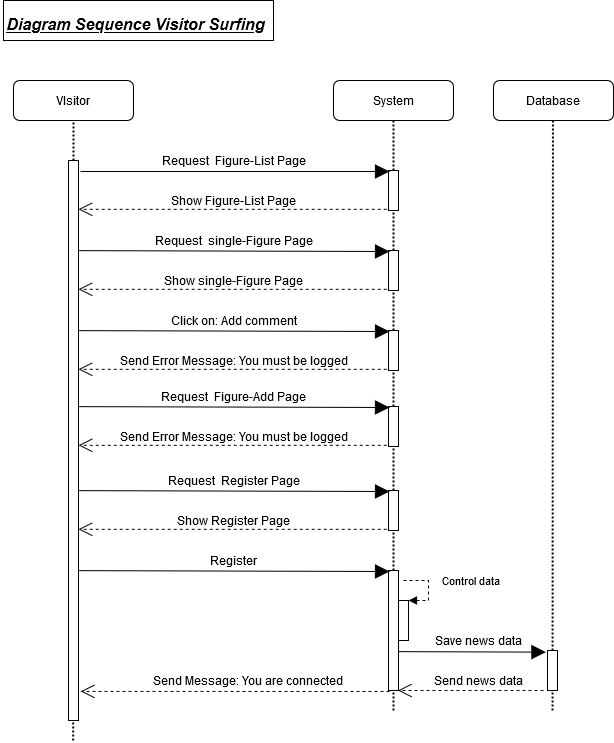 Diagram Sequence Visitor Surfing
VIsitor
System
Database
Request Figure-List Page
Show Figure-List Page
Request single-Figure Page
Show single-Figure Page
Click on: Add comment
Send Error Message: You must be logged
Request Figure-Add Page
Send Error Message: You must be logged
Request Register Page
Show Register Page
Register
Control data
Save news data
Send news data
Send Message: You are connected